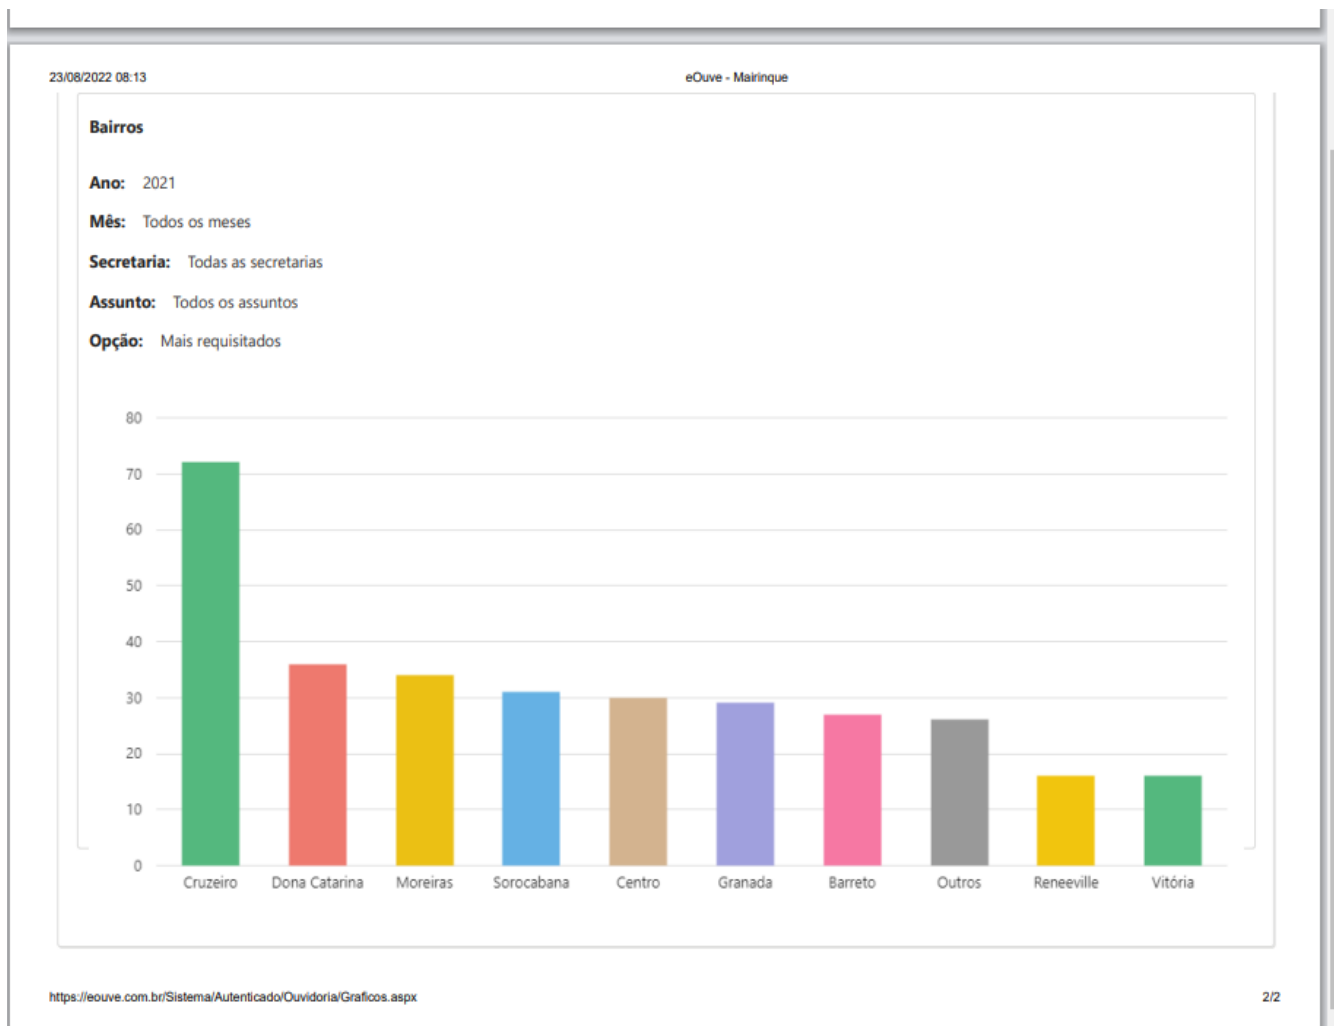 23/08/2022 08:13 eOuve - Mairinque
Bairros
Ano: 2021
Mês: Todos os meses
Secretaria: Todas as secretarias
Assunto: Todos os assuntos
Opção: Mais requisitados
80
70
60
50
40
30
20
10
0
Cruzeiro Dona Catarina Moreiras Sorocabana Centro Granada Barreto Outros Reneeville Vitória
https://eouve.com.br/Sistema/Autenticado/Ouvidoria/Graficos.aspx 2/2